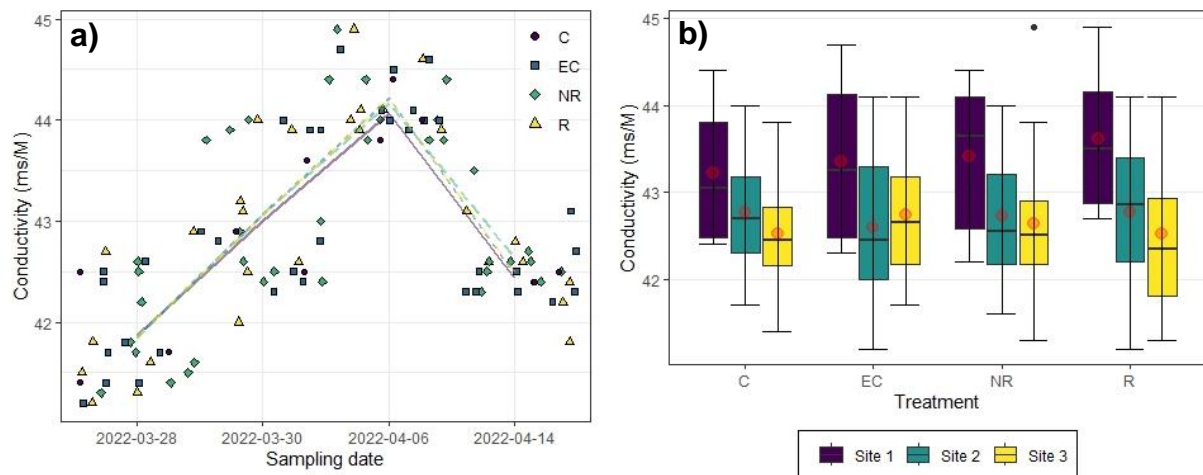 a)
45
44
43
42
Conductivity (ms/M)
C
EC
NR
R
2022-03-28 2022-03-30 2022-04-06 2022-04-14
Sampling date
b)
45
44
43
42
Conductivity (ms/M)
C EC NR R
Treatment
Site 1 Site 2 Site 3